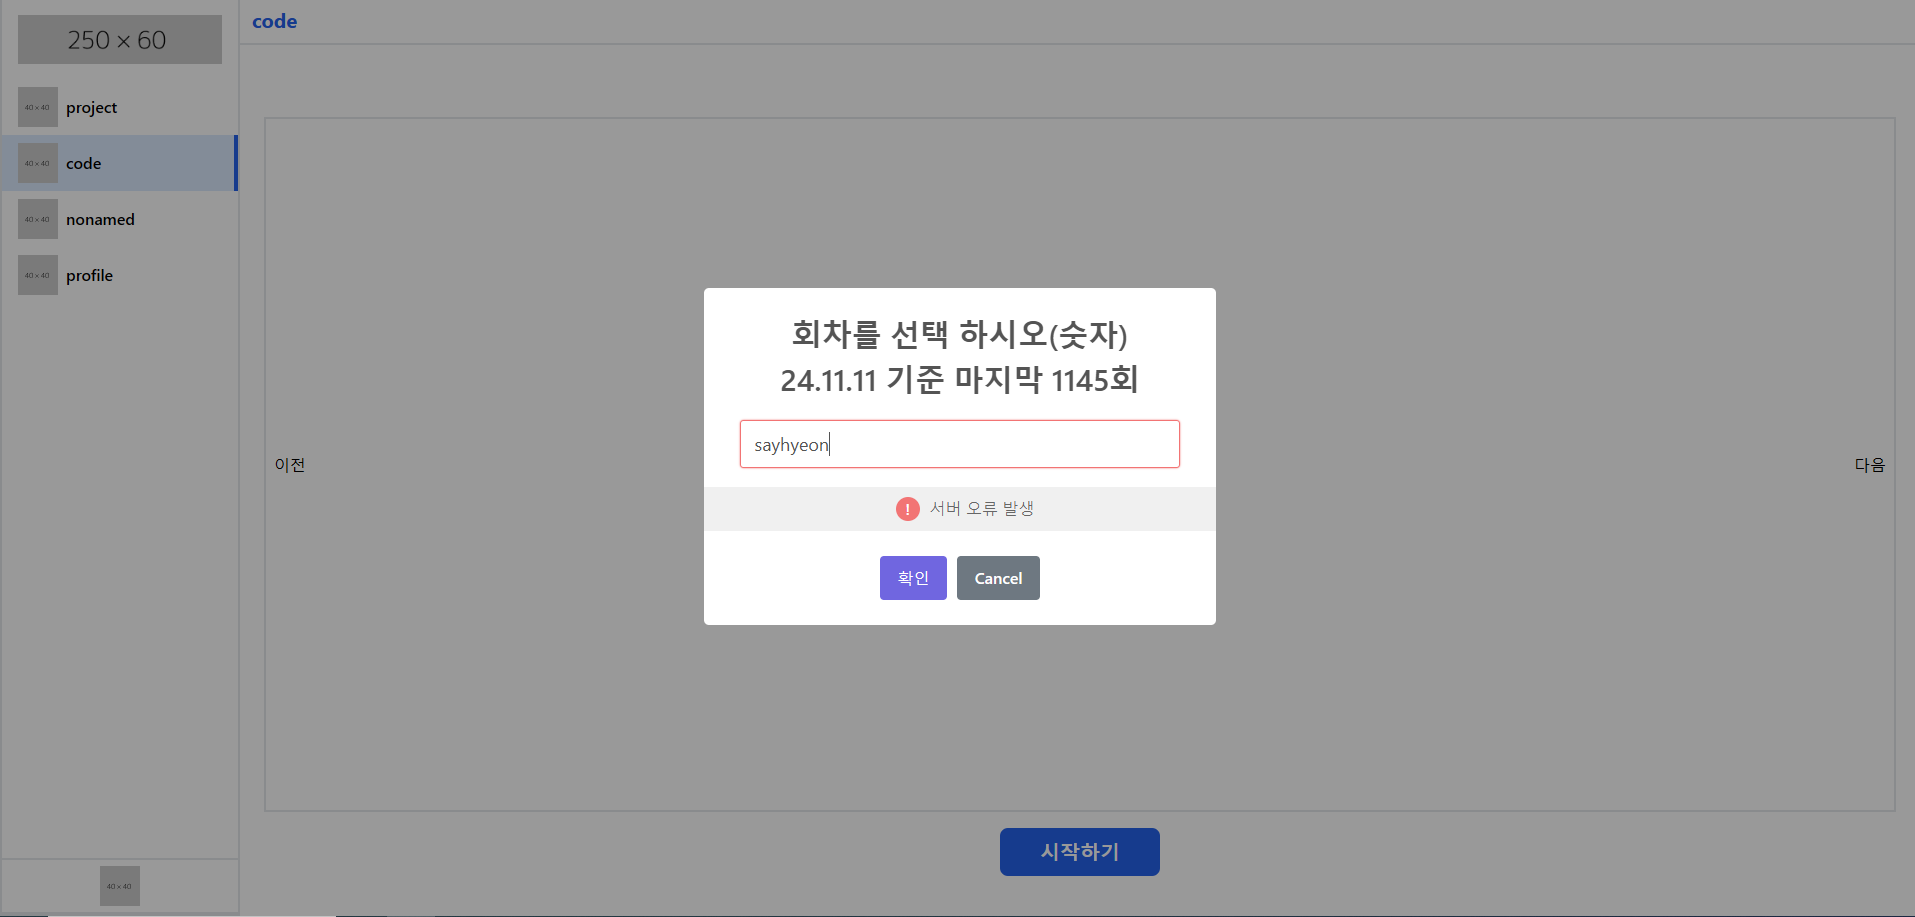 250 × 60
code
40×40
project
40×40
code
40×40
nonamed
40×40
profile
회차를 선택 하시오(숫자)
24.11.11 기준 마지막 1145회
sayhyeon
이전
다음
! 서버 오류 발생
확인
Cancel
시작하기
40×40